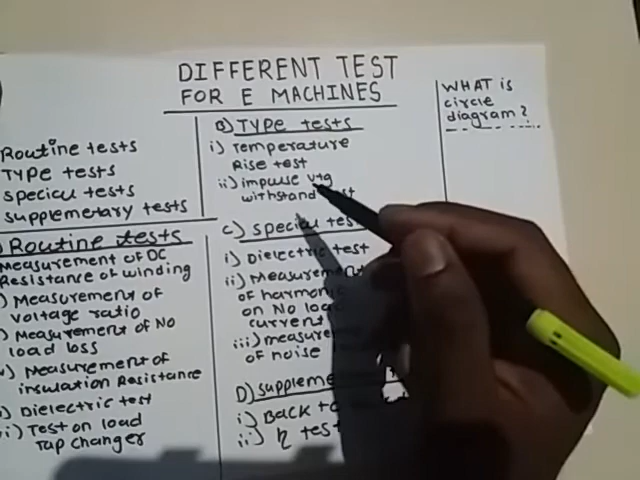 DIFFERENT TEST
FOR E MACHINES
Routine tests
Type tests
Special tests
supplemetary tests
Routine tests
Measurement of DC
Resistance of winding
) Measurement of
voltage ratio
) Measurement of No
load loss
) Measurement of
insulation Resistance
) Dielectric test
i) Test on load
Tap changer
B) Type tests
i) Temperature
Rise test
ii) impulse vtg
withstand test
c) special tes
i) Dielectric test
ii) Measurement
of harmonic
on No load
current
iii) measure
of noise
D) suppleme
i) Back to
ii) η test
WHAT is
circle
diagram?